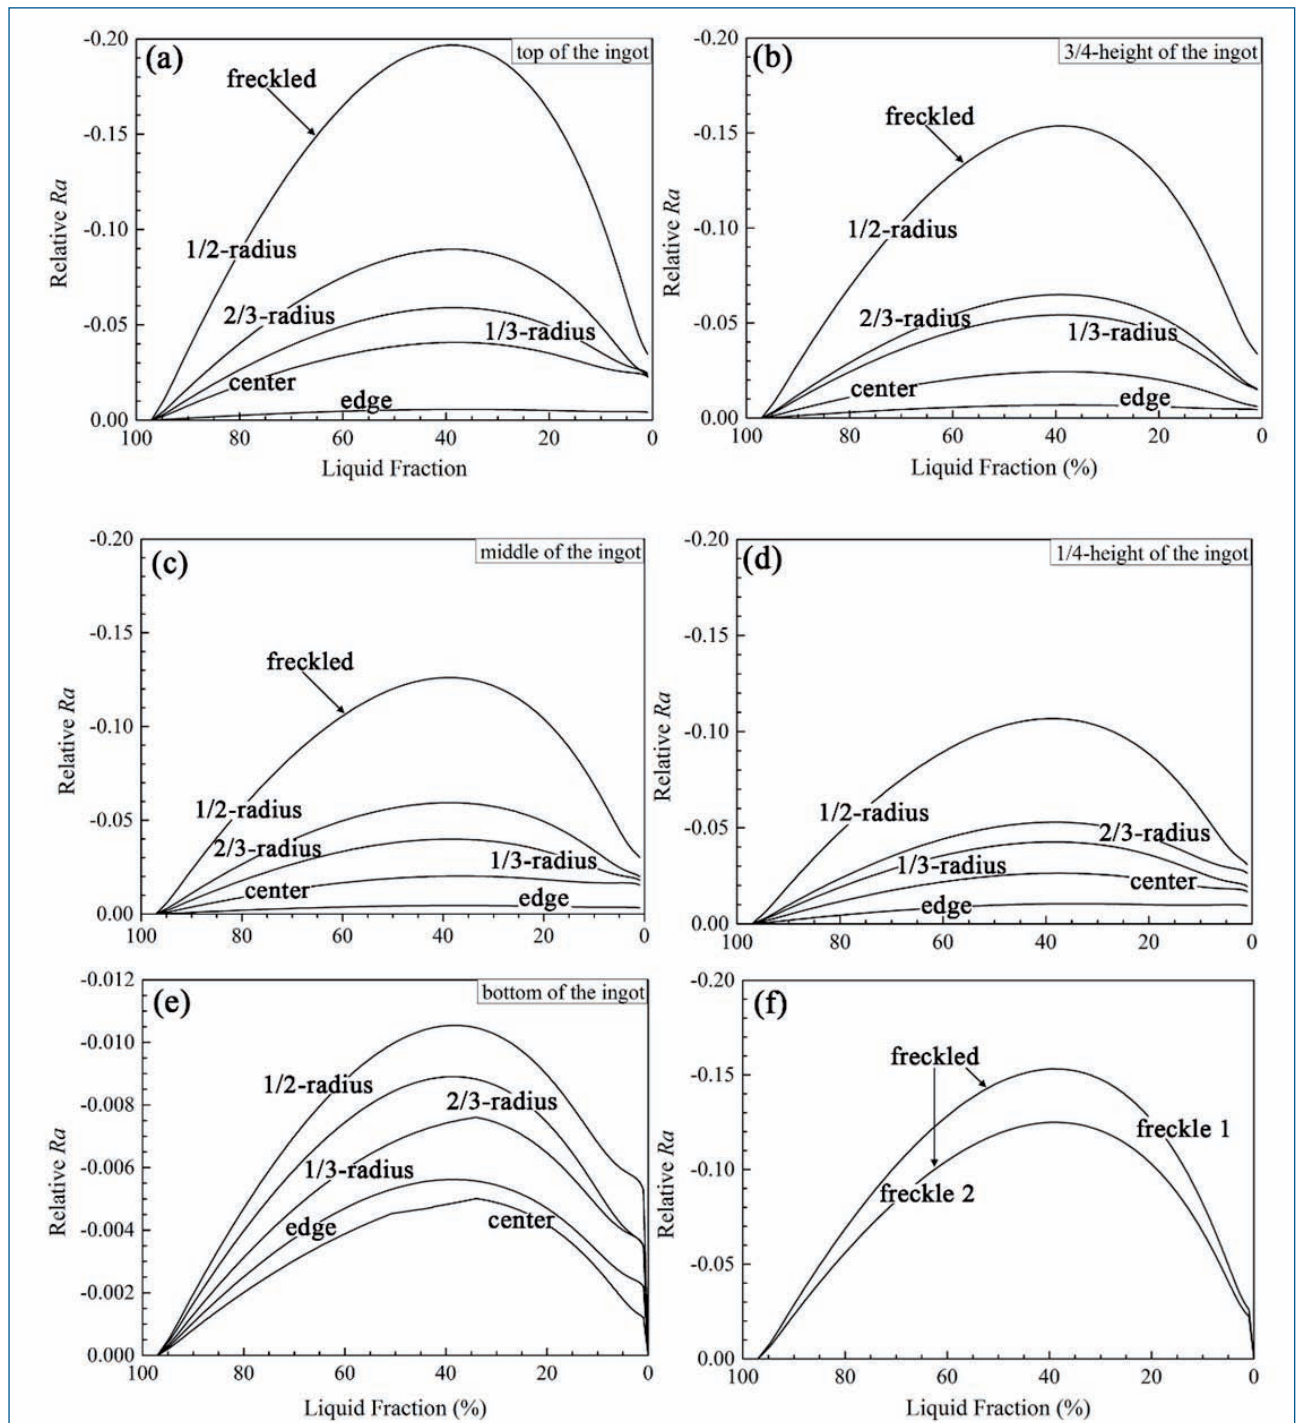 (a)
top of the ingot
-0.20
-0.15
-0.10
-0.05
0.00
Relative Ra
freckled
1/2-radius
2/3-radius
1/3-radius
center
edge
100
80
60
40
20
0
Liquid Fraction
(b)
3/4-height of the ingot
-0.20
-0.15
-0.10
-0.05
0.00
Relative Ra
freckled
1/2-radius
2/3-radius
1/3-radius
center
edge
100
80
60
40
20
0
Liquid Fraction (%)
(c)
middle of the ingot
-0.20
-0.15
-0.10
-0.05
0.00
Relative Ra
freckled
1/2-radius
2/3-radius
1/3-radius
center
edge
100
80
60
40
20
0
(d)
1/4-height of the ingot
-0.20
-0.15
-0.10
-0.05
0.00
Relative Ra
1/2-radius
2/3-radius
1/3-radius
center
edge
100
80
60
40
20
0
(e)
bottom of the ingot
-0.012
-0.010
-0.008
-0.006
-0.004
-0.002
0.000
Relative Ra
1/2-radius
2/3-radius
1/3-radius
edge
center
100
80
60
40
20
0
Liquid Fraction (%)
(f)
-0.20
-0.15
-0.10
-0.05
0.00
Relative Ra
freckled
freckle 1
freckle 2
100
80
60
40
20
0
Liquid Fraction (%)